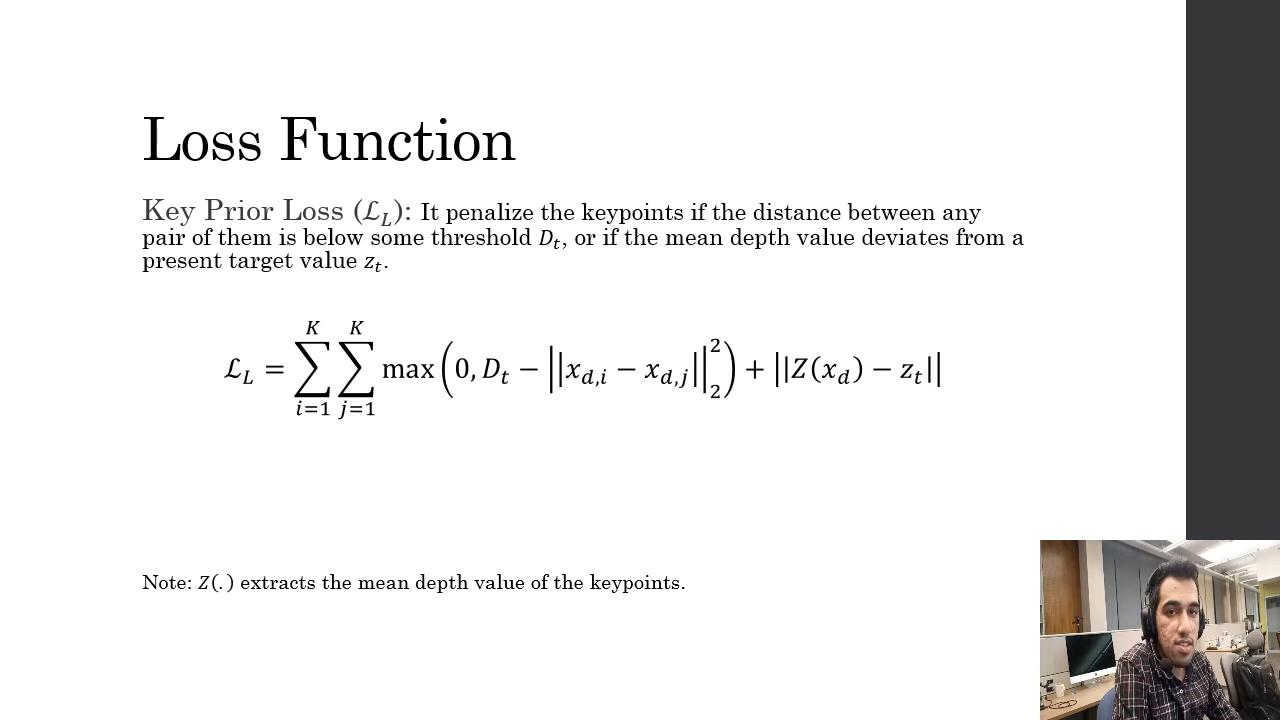 Loss Function
Key Prior Loss (ℒ_L): It penalize the keypoints if the distance between any
pair of them is below some threshold D_t, or if the mean depth value deviates from a
present target value z_t.
ℒ_L = ∑_{i=1}^{K} ∑_{j=1}^{K} max(0, D_t − ||x_{d,i} − x_{d,j}||_2^2) + ||Z(x_d) − z_t||
Note: Z(.) extracts the mean depth value of the keypoints.